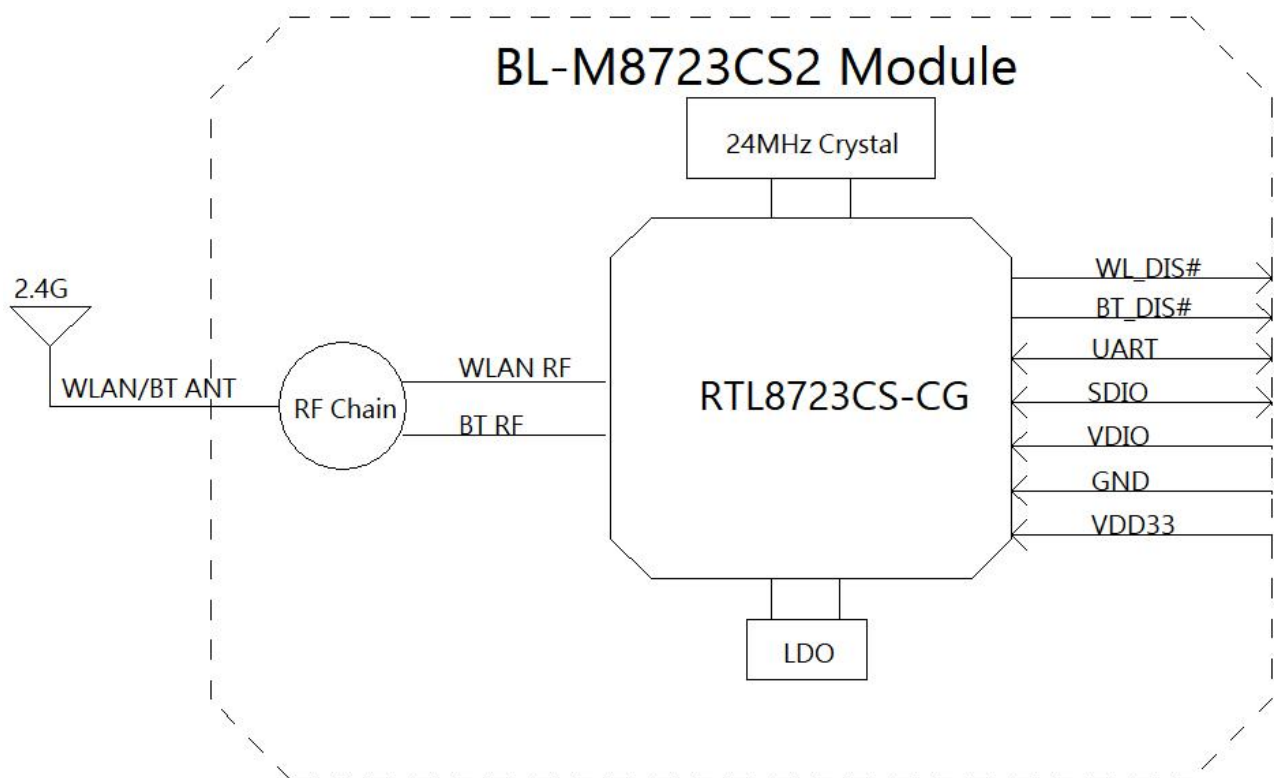 BL-M8723CS2 Module
24MHz Crystal
2.4G
WLAN/BT ANT
RF Chain
WLAN RF
BT RF
RTL8723CS-CG
WL_DIS#
BT_DIS#
UART
SDIO
VDIO
GND
VDD33
LDO